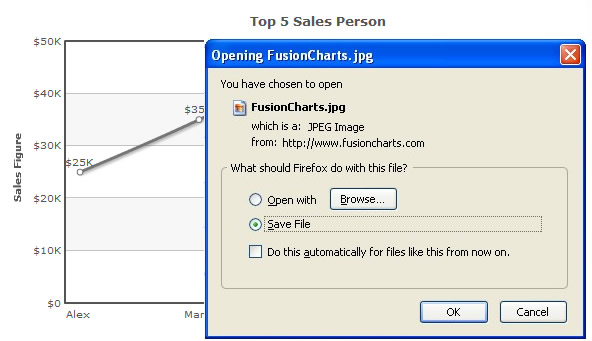 Top 5 Sales Person
$50K
$40K
$30K
$20K
$10K
$0
Sales Figure
$25K
$35
Alex
Mar
Opening FusionCharts.jpg
You have chosen to open
FusionCharts.jpg
which is a: JPEG Image
from: http://www.fusioncharts.com
What should Firefox do with this file?
Open with
Browse...
Save File
Do this automatically for files like this from now on.
OK
Cancel